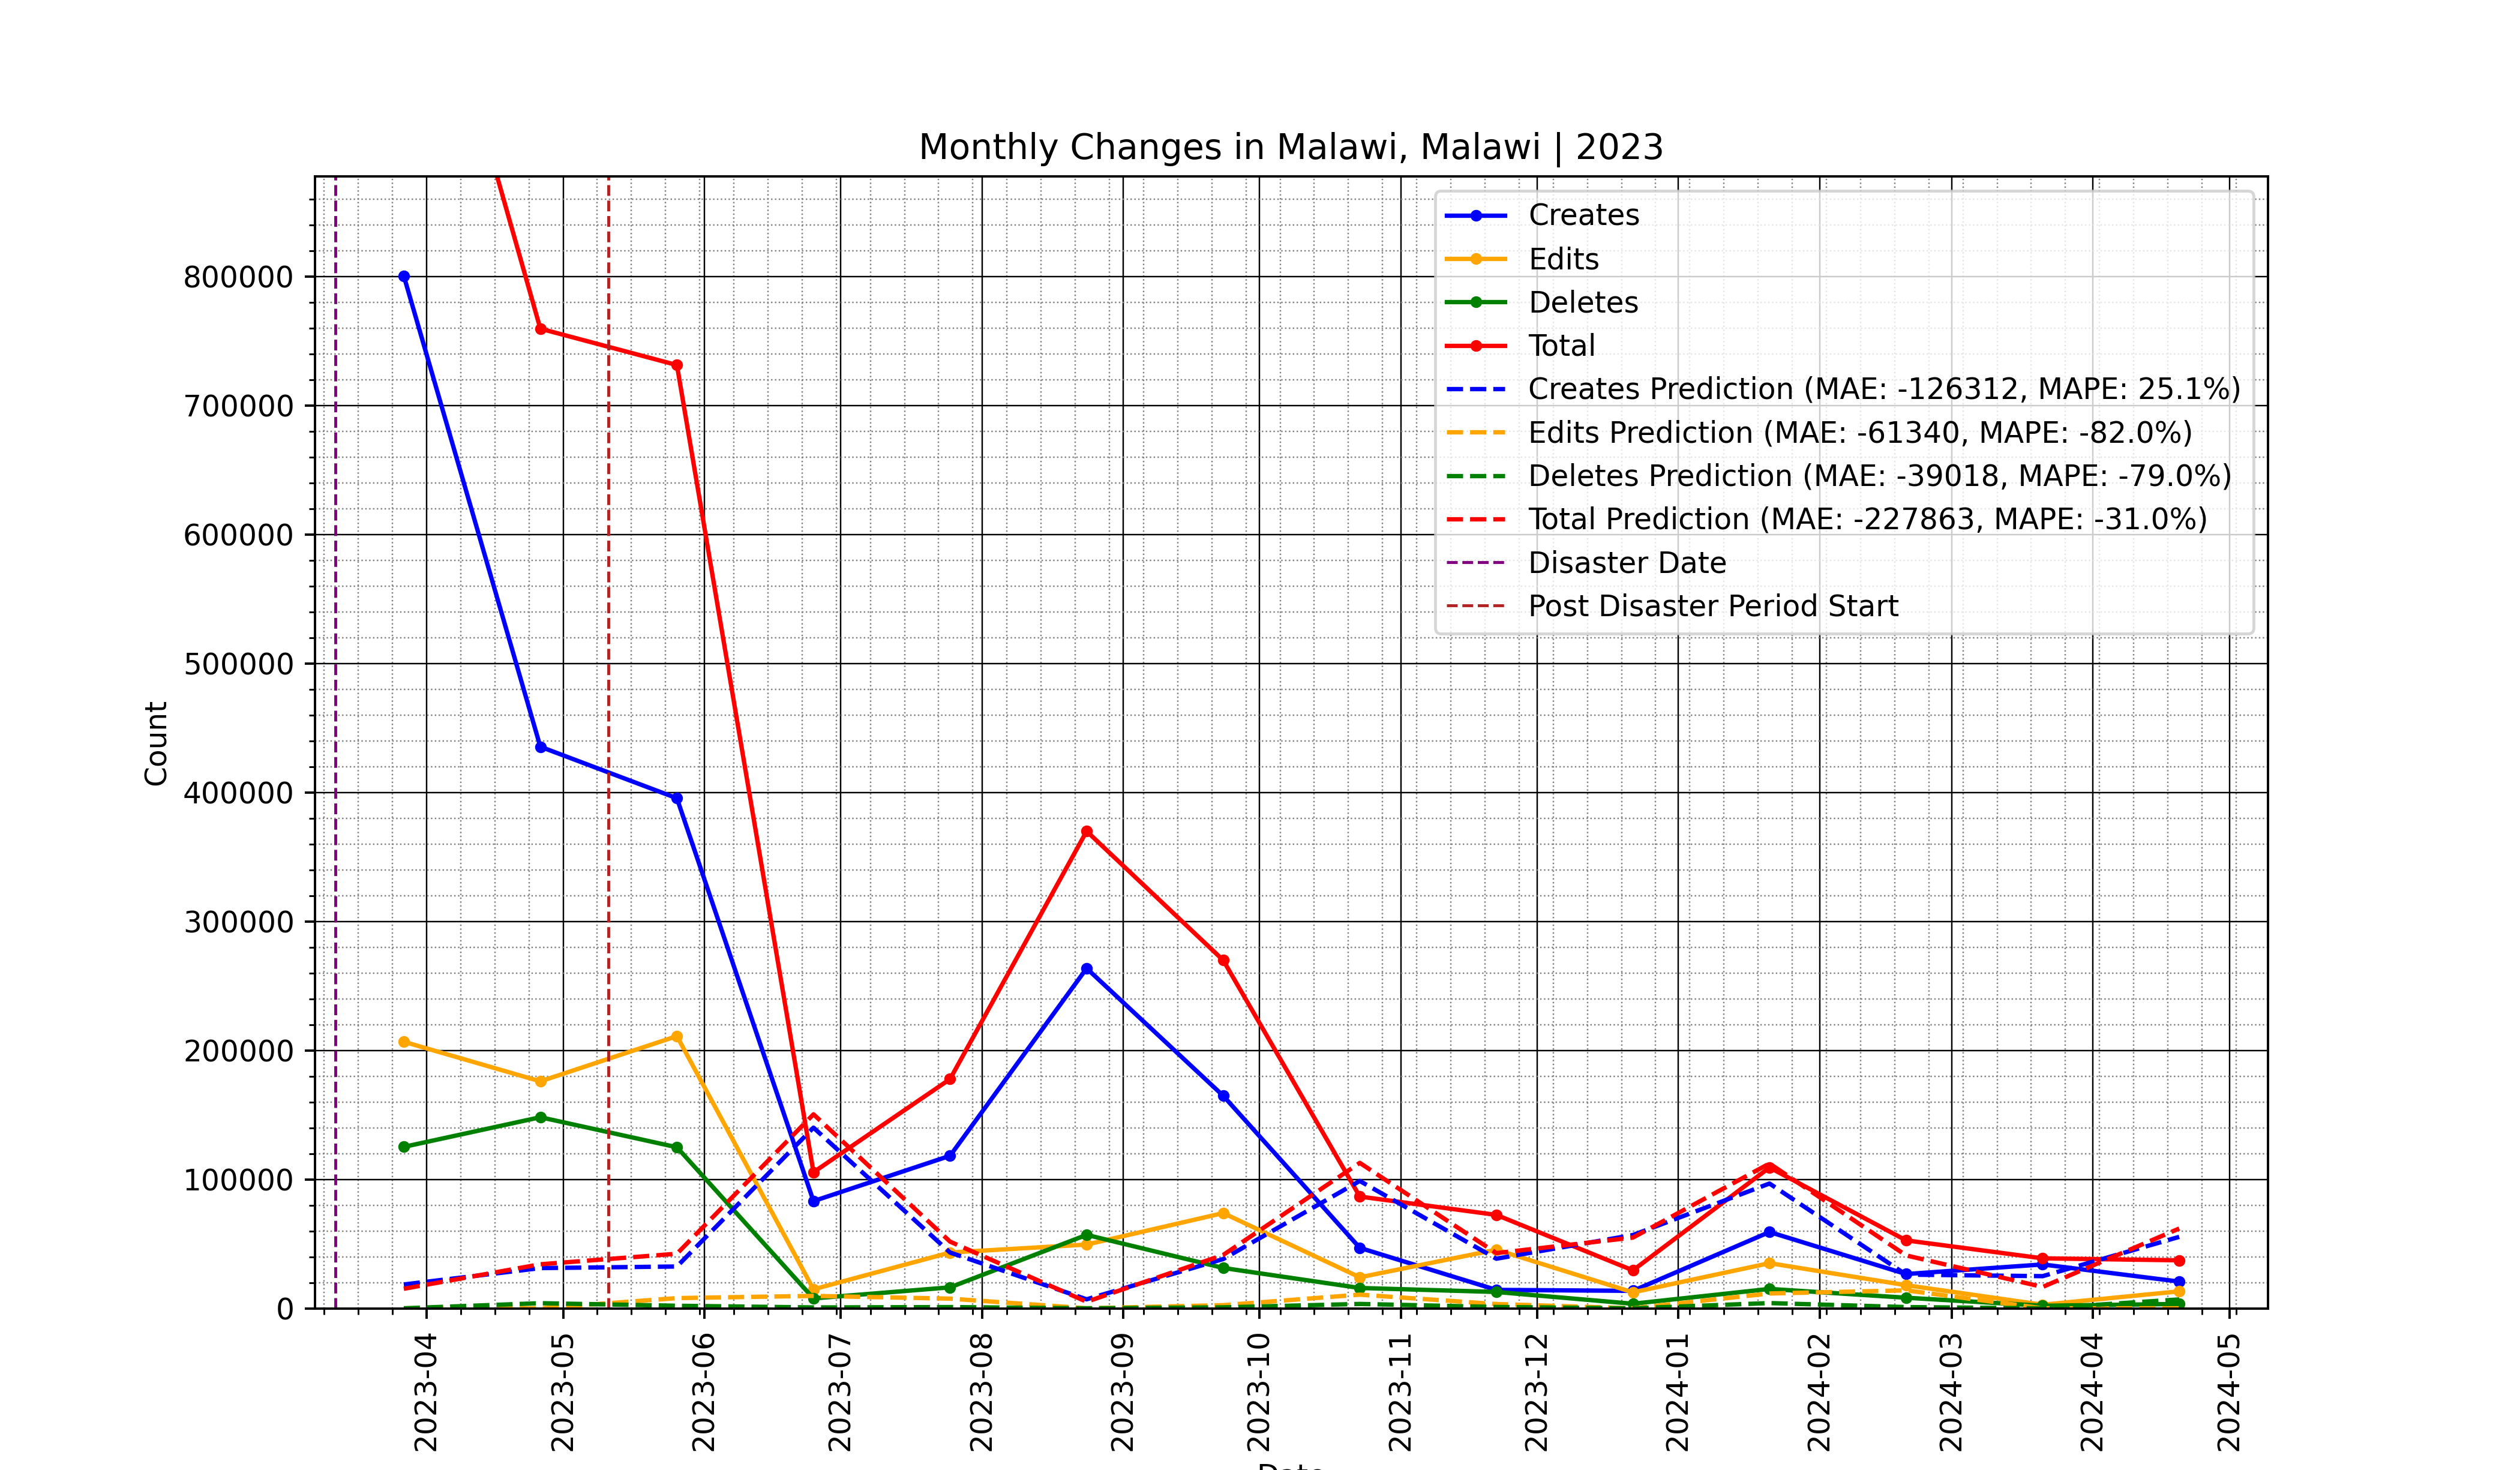 Monthly Changes in Malawi, Malawi | 2023
Creates
Edits
Deletes
Total
Creates Prediction (MAE: -126312, MAPE: 25.1%)
Edits Prediction (MAE: -61340, MAPE: -82.0%)
Deletes Prediction (MAE: -39018, MAPE: -79.0%)
Total Prediction (MAE: -227863, MAPE: -31.0%)
Disaster Date
Post Disaster Period Start
Count
800000
700000
600000
500000
400000
300000
200000
100000
0
2023-04
2023-05
2023-06
2023-07
2023-08
2023-09
2023-10
2023-11
2023-12
2024-01
2024-02
2024-03
2024-04
2024-05